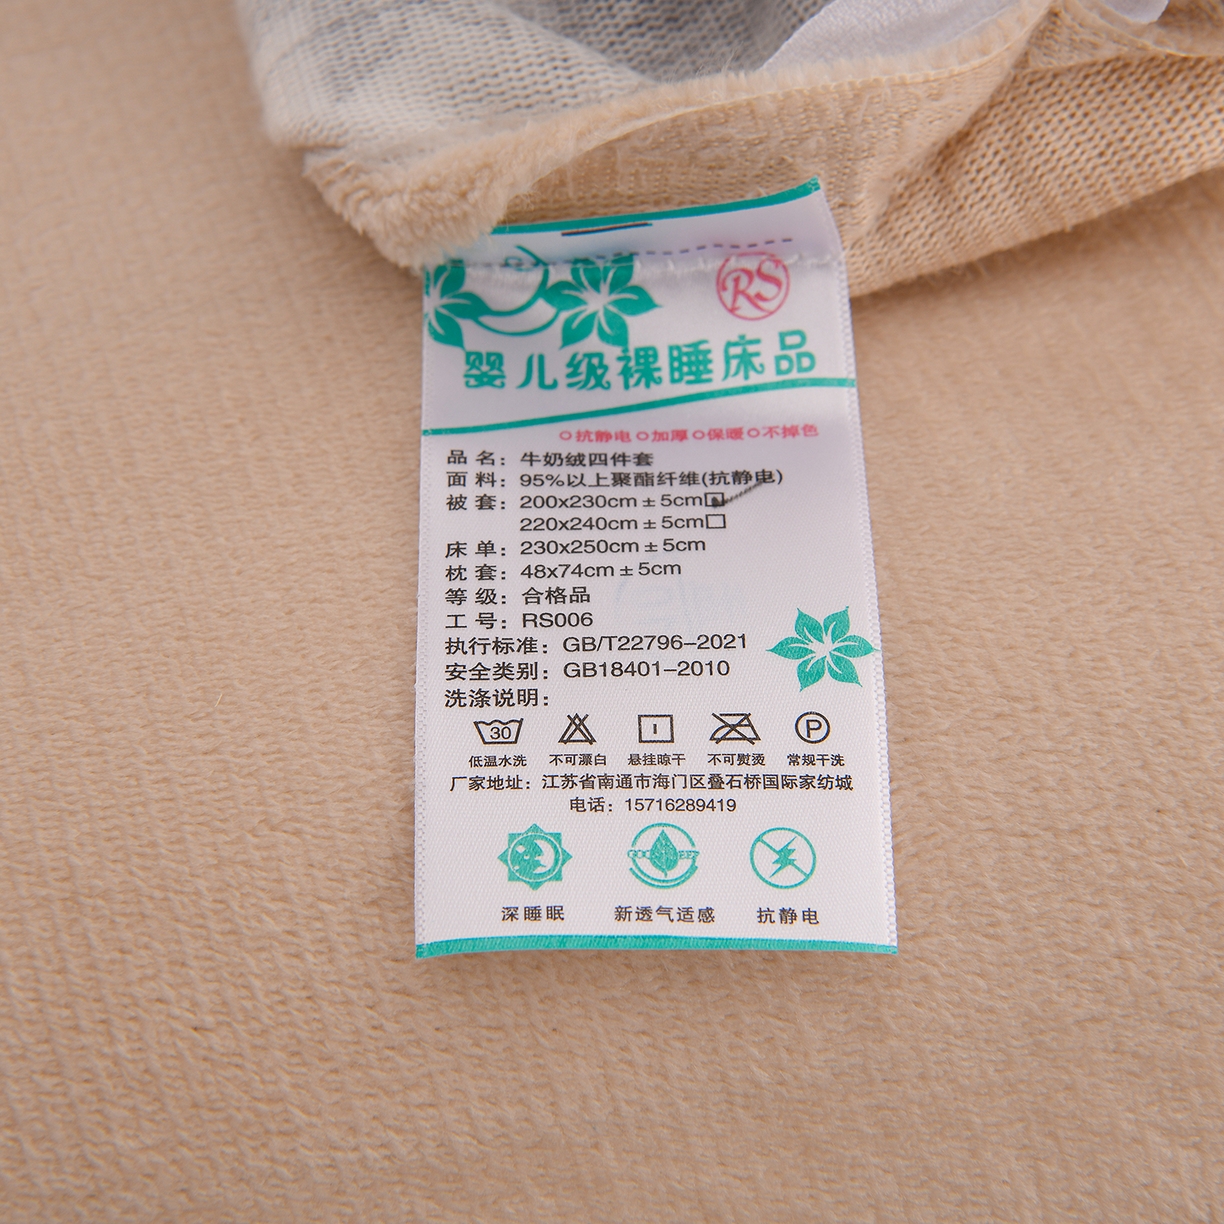 RS
婴儿级裸睡床品
○抗静电○加厚○保暖○不掉色
品名：牛奶绒四件套
面料：95%以上聚酯纤维(抗静电)
被套：200x230cm±5cm☑
220x240cm±5cm□
床单：230x250cm±5cm
枕套：48x74cm±5cm
等级：合格品
工号：RS006
执行标准：GB/T22796-2021
安全类别：GB18401-2010
洗涤说明：
30 P
低温水洗 不可漂白 悬挂晾干 不可熨烫 常规干洗
厂家地址：江苏省南通市海门区叠石桥国际家纺城
电话：15716289419
深睡眠 新透气适感 抗静电